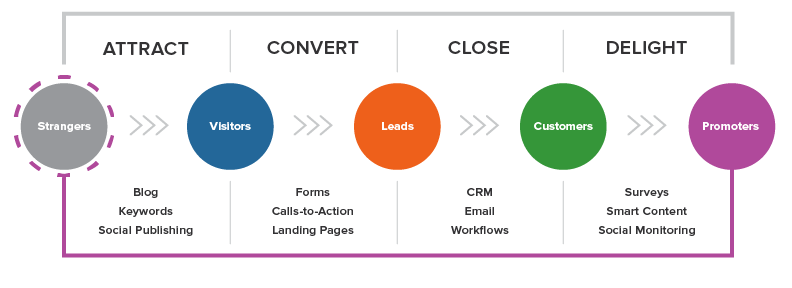 ATTRACT
CONVERT
CLOSE
DELIGHT
Strangers
Visitors
Leads
Customers
Promoters
Blog
Keywords
Social Publishing
Forms
Calls-to-Action
Landing Pages
CRM
Email
Workflows
Surveys
Smart Content
Social Monitoring